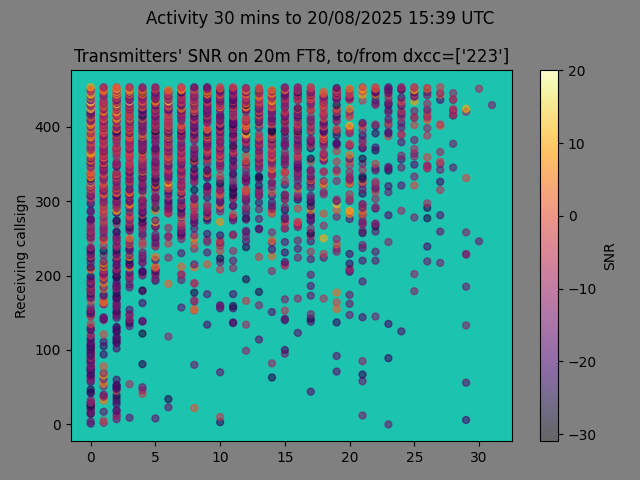 Activity 30 mins to 20/08/2025 15:39 UTC
Transmitters' SNR on 20m FT8, to/from dxcc=['223']
Receiving callsign
400
300
200
100
0
0 5 10 15 20 25 30
20
10
0
−10
−20
−30
SNR